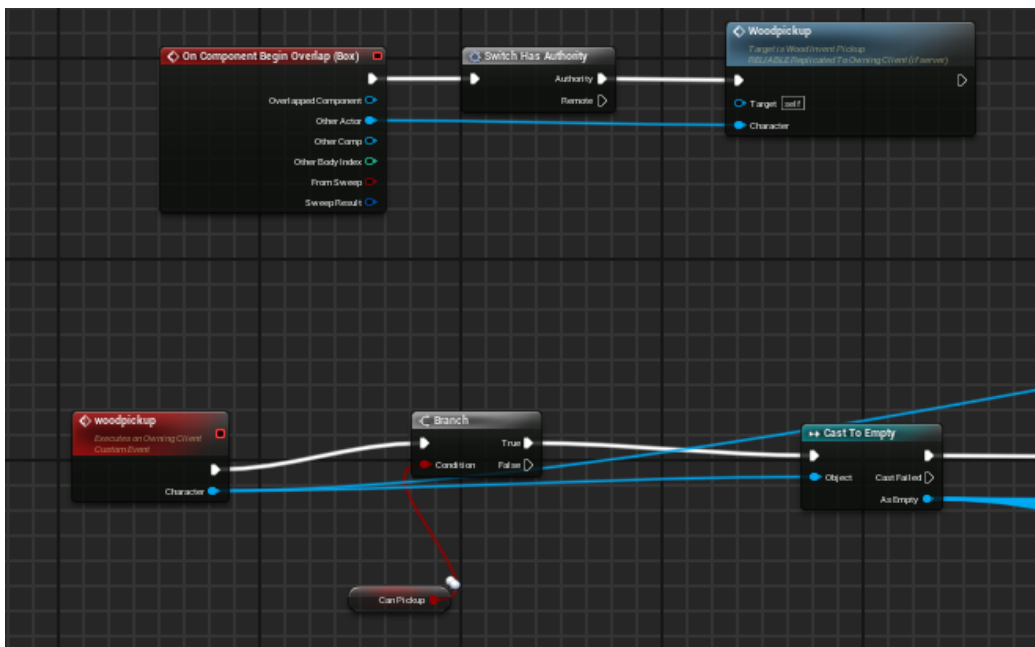 On Component Begin Overlap (Box)
Overlapped Component
Other Actor
Other Comp
Other Body Index
From Sweep
Sweep Result
Switch Has Authority
Authority
Remote
Woodpickup
Target is Wood Invent Pickup
RELIABLE Replicated To Owning Client (if server)
Target self
Character
woodpickup
Executes on Owning Client
Custom Event
Character
Branch
True
Condition False
CanPickup
Cast To Empty
Object Cast Failed
As Empty